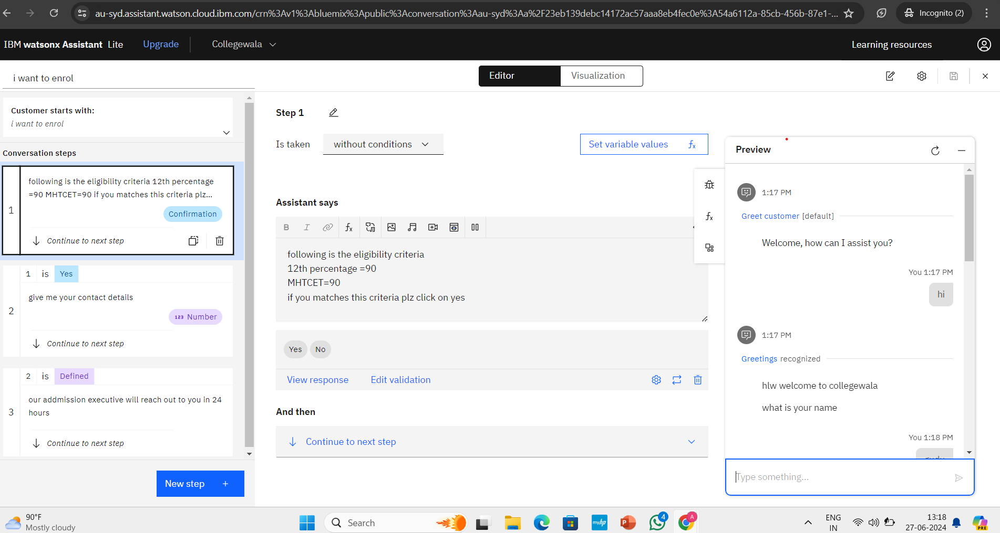 au-syd.assistant.watson.cloud.ibm.com/crn%3Av1%3Abluemix%3Apublic%3Aconversation%3Aau-syd%3Aa%2F23eb139debc14172ac57aaa8eb4fec0e%3A54a6112a-85cb-456b-87e1-...
Incognito (2)
IBM watsonx Assistant Lite
Upgrade
Collegewala
Learning resources
i want to enrol
Editor
Visualization
Customer starts with:
i want to enrol
Conversation steps
1
following is the eligibility criteria 12th percentage
=90 MHTCET=90 if you matches this criteria plz...
Confirmation
Continue to next step
1 is Yes
2
give me your contact details
123 Number
Continue to next step
2 is Defined
3
our addmission executive will reach out to you in 24
hours
Continue to next step
New step +
Step 1
Is taken
without conditions
Set variable values fx
Assistant says
B I fx
following is the eligibility criteria
12th percentage =90
MHTCET=90
if you matches this criteria plz click on yes
Yes No
View response
Edit validation
And then
Continue to next step
fx
Preview
1:17 PM
Greet customer [default]
Welcome, how can I assist you?
You 1:17 PM
hi
1:17 PM
Greetings recognized
hlw welcome to collegewala
what is your name
You 1:18 PM
Type something...
90°F
Mostly cloudy
Search
myhp
P
4
A
ENG
IN
13:18
27-06-2024
PRE